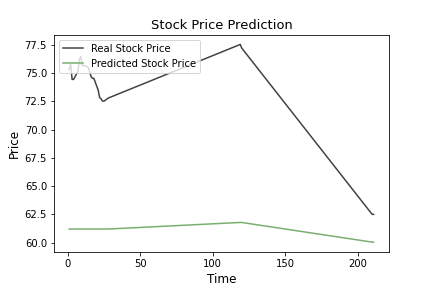 Stock Price Prediction
Real Stock Price
Predicted Stock Price
77.5
75.0
72.5
70.0
67.5
65.0
62.5
60.0
Price
0
50
100
150
200
Time